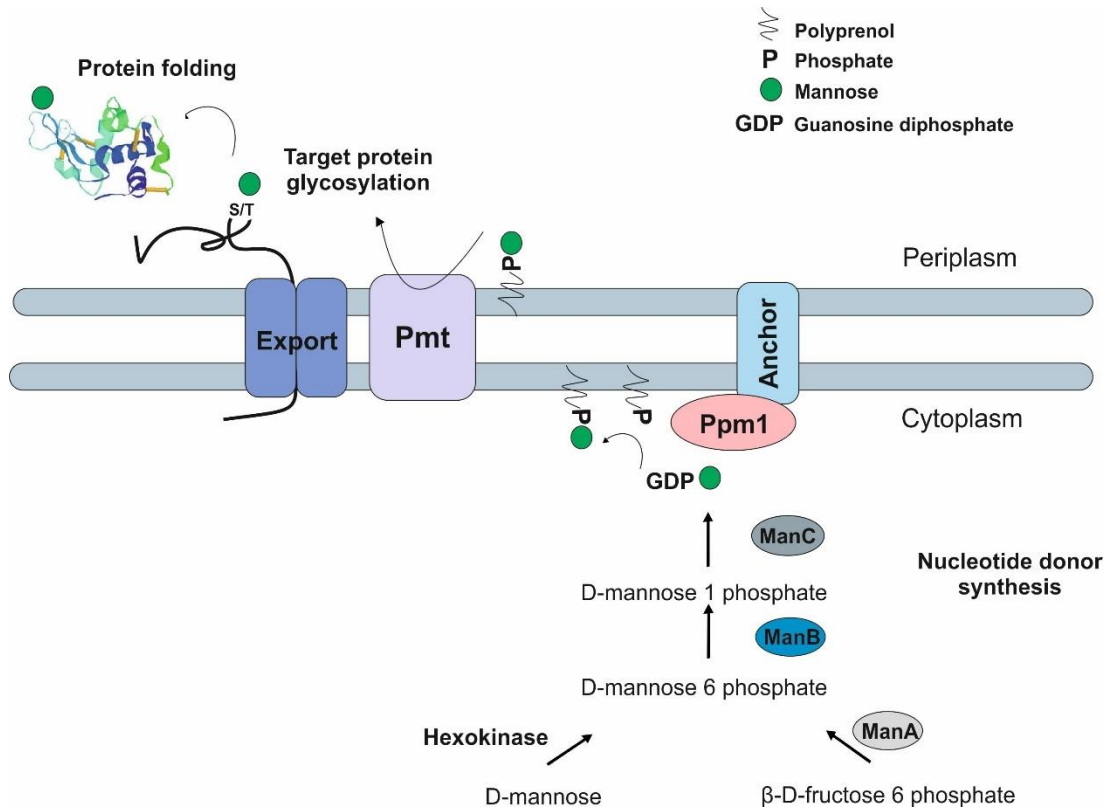 Polyprenol
P Phosphate
Mannose
GDP Guanosine diphosphate
Protein folding
Target protein
glycosylation
S/T
P
Periplasm
Export
Pmt
Anchor
Cytoplasm
P
P
Ppm1
GDP
ManC
Nucleotide donor
synthesis
D-mannose 1 phosphate
ManB
D-mannose 6 phosphate
ManA
Hexokinase
D-mannose
β-D-fructose 6 phosphate